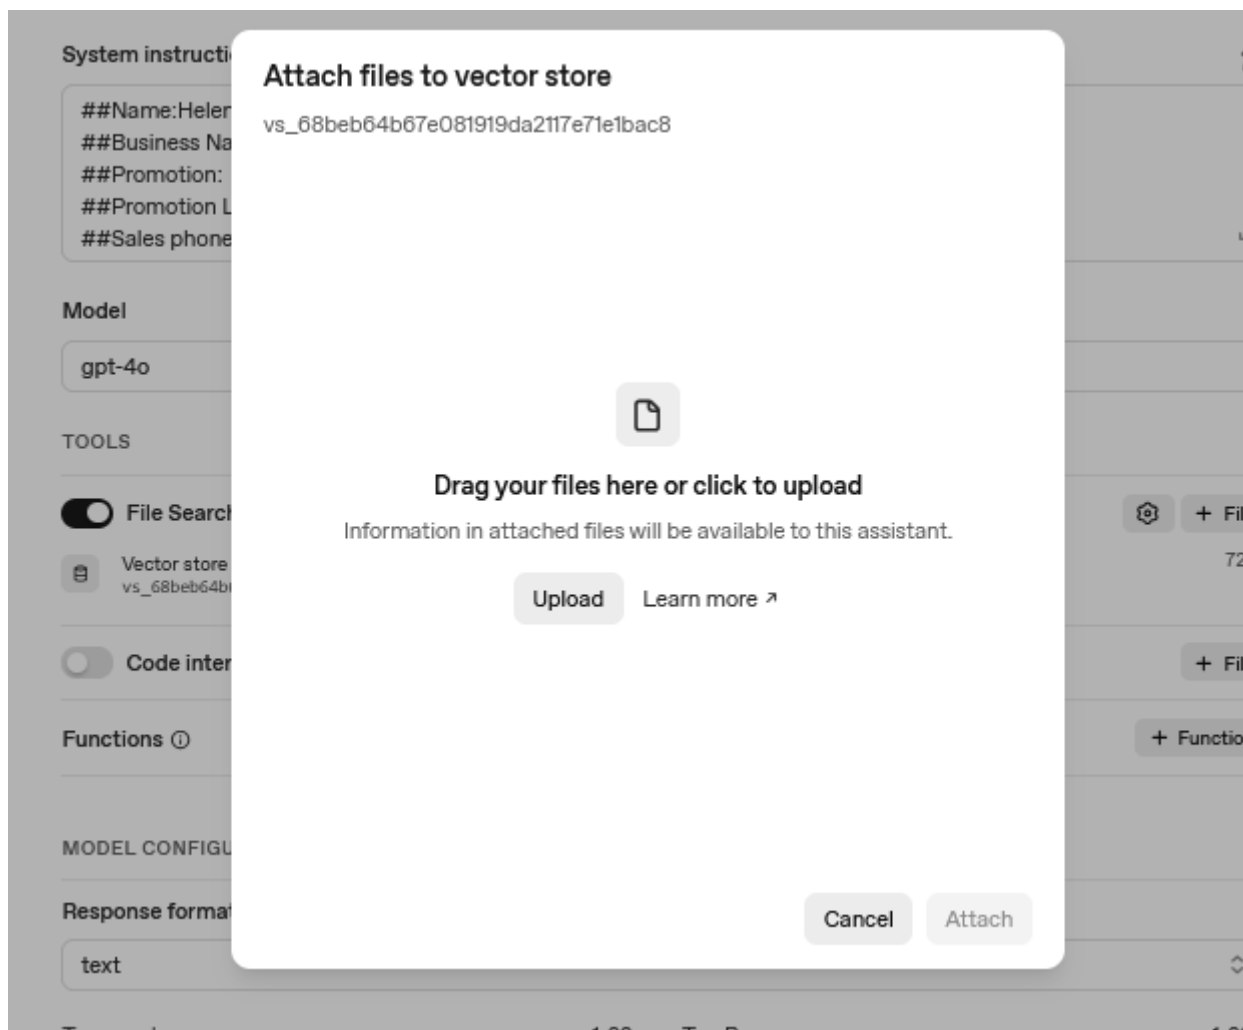 System instructi
##Name:Helen
##Business Na
##Promotion:
##Promotion L
##Sales phone
Model
gpt-4o
TOOLS
File Search
Vector store
vs_68beb64b
+ Fil
72
Code inter
+ Fil
Functions
+ Functio
MODEL CONFIGU
Response format
text
Attach files to vector store
vs_68beb64b67e081919da2117e71e1bac8
Drag your files here or click to upload
Information in attached files will be available to this assistant.
Upload Learn more ↗
Cancel Attach